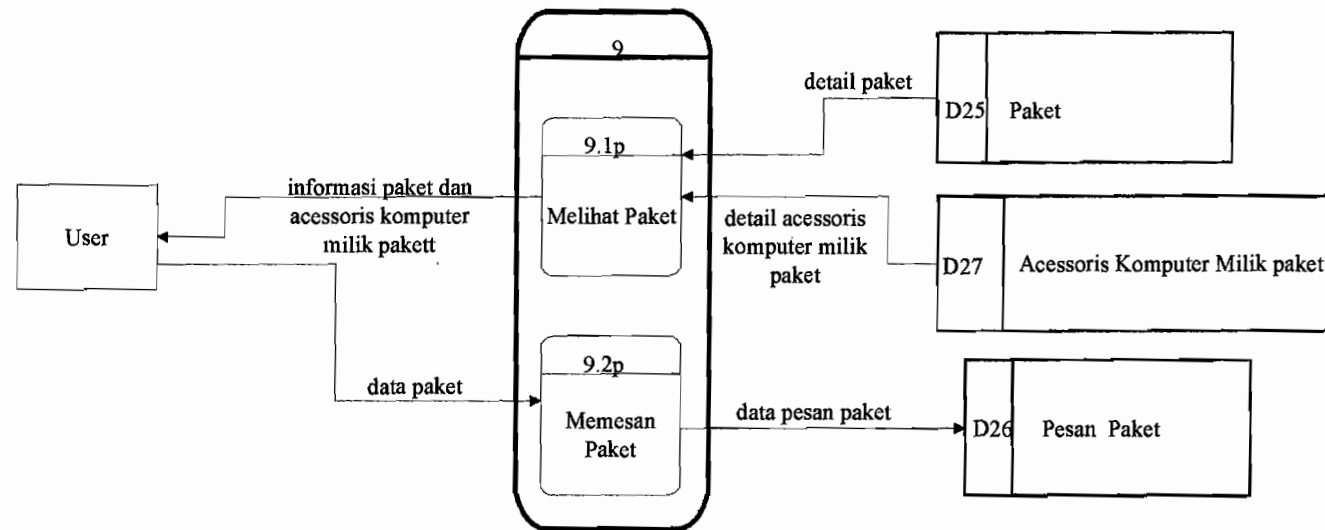 9
detail paket
D25
Paket
9.1p
informasi paket dan
acessoris komputer
milik pakett
Melihat Paket
detail acessoris
komputer milik
paket
User
D27
Acessoris Komputer Milik paket
9.2p
data paket
Memesan
Paket
data pesan paket
D26
Pesan Paket